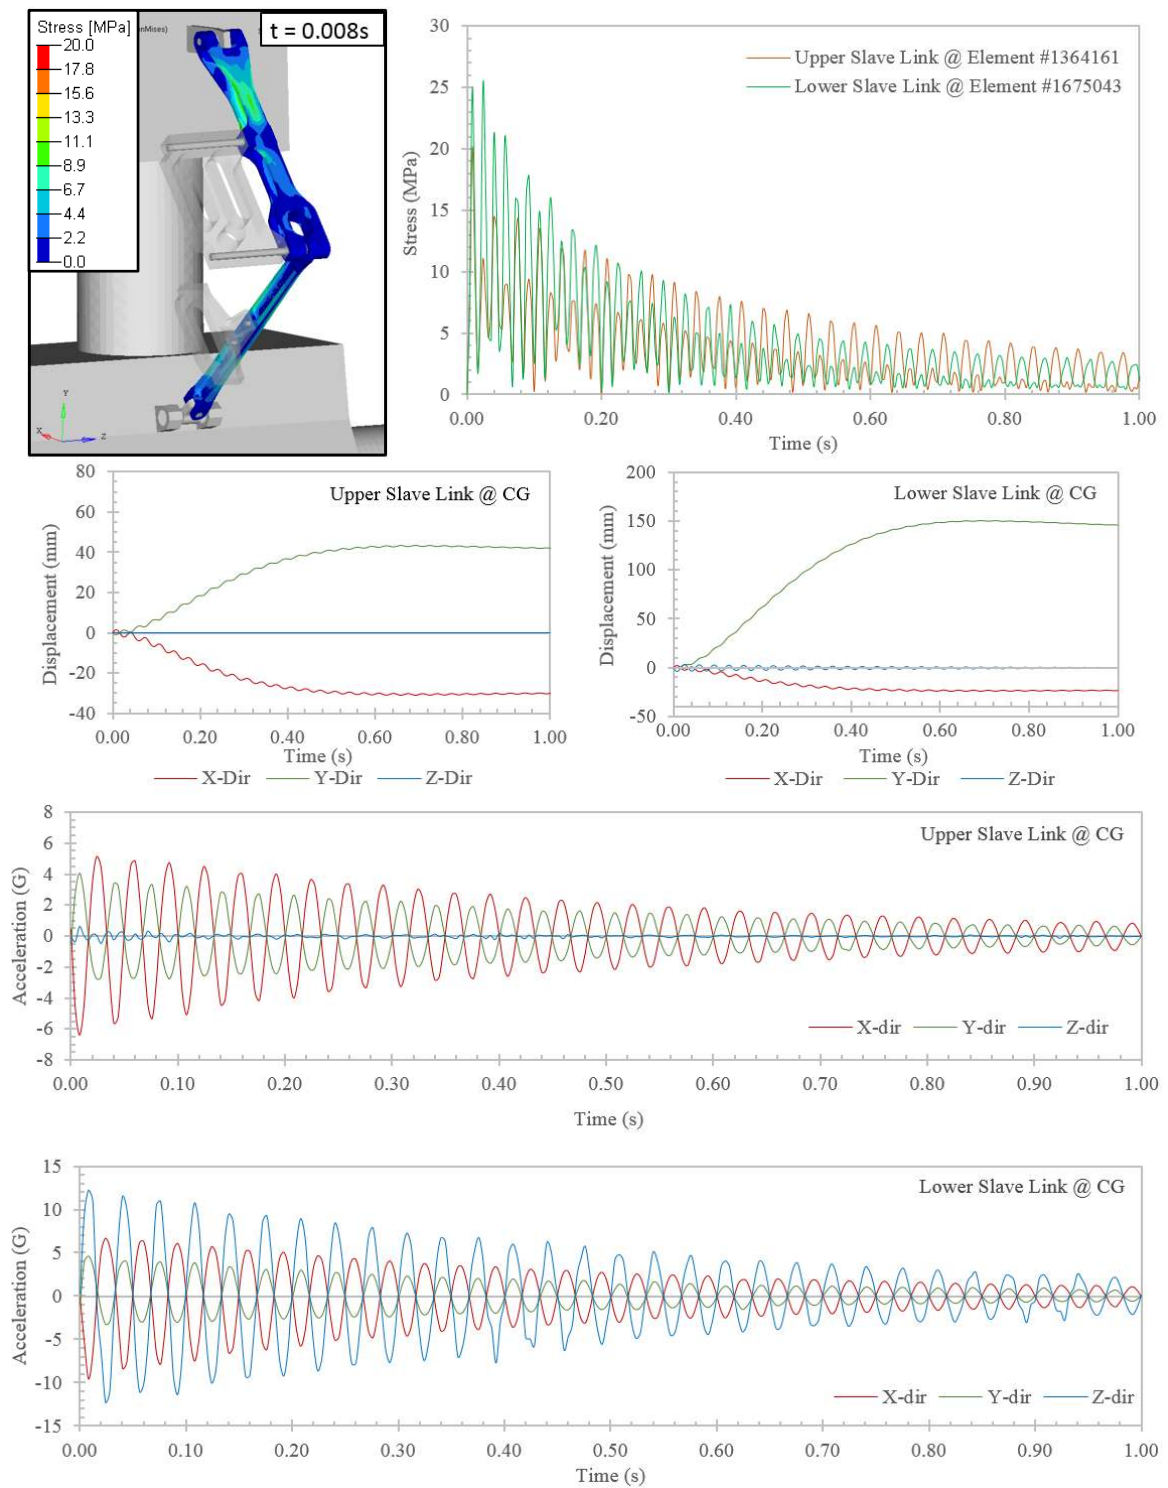 Stress [MPa]
nMises)
t = 0.008s
20.0
17.8
15.6
13.3
11.1
8.9
6.7
4.4
2.2
0.0
Y
X
Z
30
25
20
15
10
5
0
Stress (MPa)
Upper Slave Link @ Element #1364161
Lower Slave Link @ Element #1675043
0.00 0.20 0.40 0.60 0.80 1.00
Time (s)
80
60
40
20
0
-20
-40
Displacement (mm)
Upper Slave Link @ CG
0.00 0.20 0.40 0.60 0.80 1.00
Time (s)
X-Dir Y-Dir Z-Dir
200
150
100
50
0
-50
Displacement (mm)
Lower Slave Link @ CG
0.00 0.20 0.40 0.60 0.80 1.00
Time (s)
X-Dir Y-Dir Z-Dir
8
6
4
2
0
-2
-4
-6
-8
Acceleration (G)
Upper Slave Link @ CG
X-dir Y-dir Z-dir
0.00 0.10 0.20 0.30 0.40 0.50 0.60 0.70 0.80 0.90 1.00
Time (s)
15
10
5
0
-5
-10
-15
Acceleration (G)
Lower Slave Link @ CG
X-dir Y-dir Z-dir
0.00 0.10 0.20 0.30 0.40 0.50 0.60 0.70 0.80 0.90 1.00
Time (s)